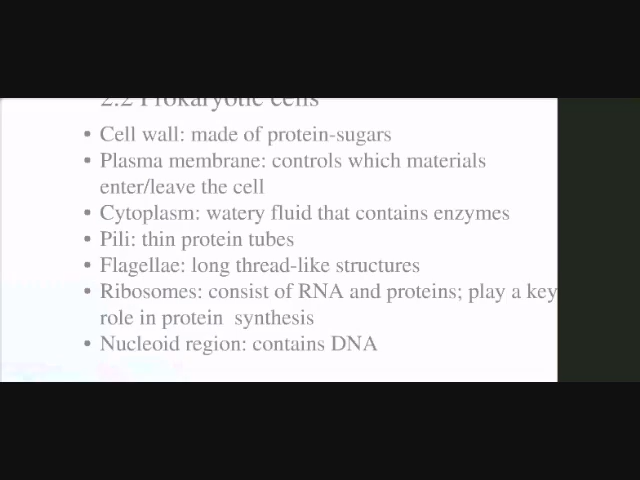 2.2 Prokaryotic cells
• Cell wall: made of protein-sugars
• Plasma membrane: controls which materials
enter/leave the cell
• Cytoplasm: watery fluid that contains enzymes
• Pili: thin protein tubes
• Flagellae: long thread-like structures
• Ribosomes: consist of RNA and proteins; play a key
role in protein synthesis
• Nucleoid region: contains DNA